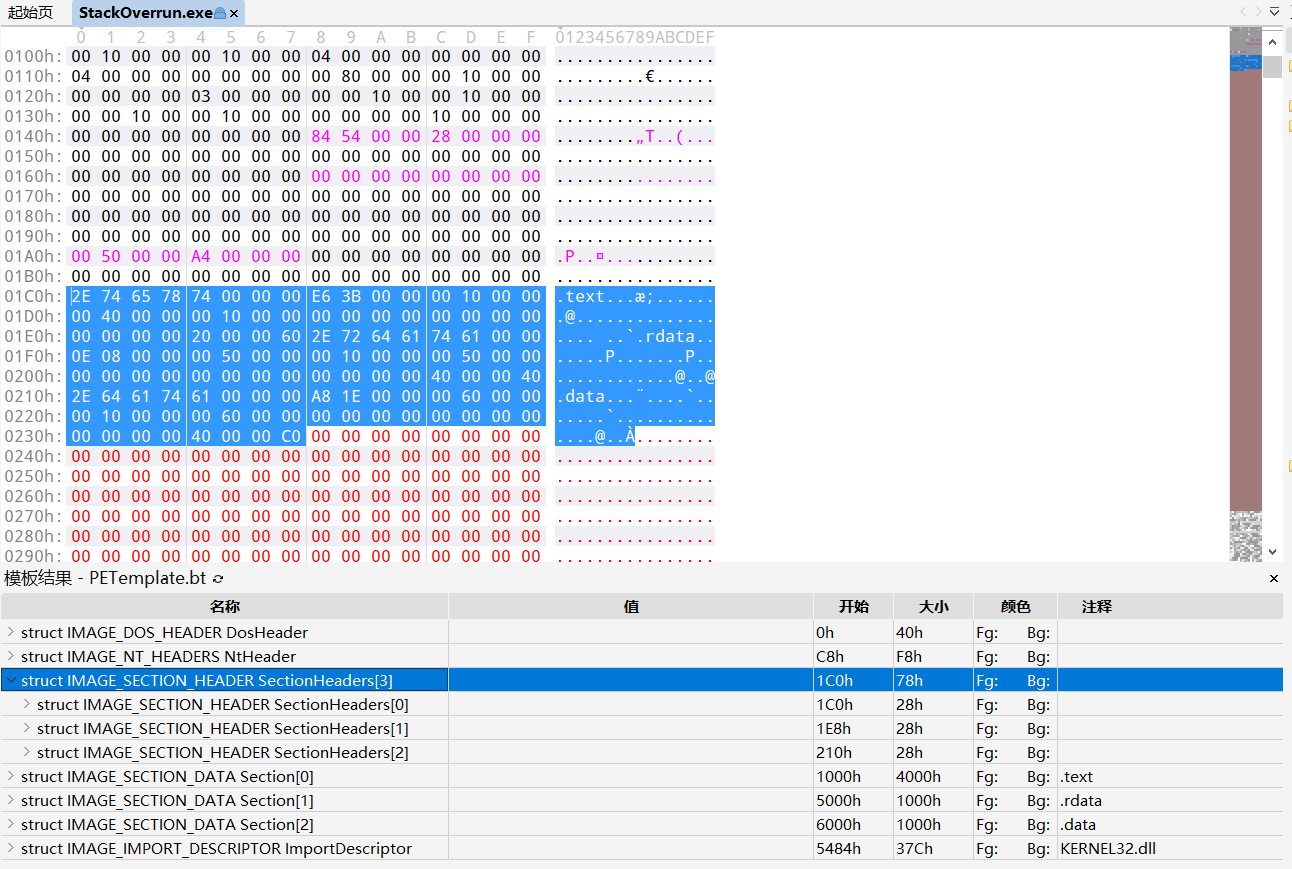 起始页 StackOverrun.exe ×
0 1 2 3 4 5 6 7 8 9 A B C D E F 0123456789ABCDEF
0100h: 00 10 00 00 00 10 00 00 04 00 00 00 00 00 00 00 ................
0110h: 04 00 00 00 00 00 00 00 00 80 00 00 00 10 00 00 .........€......
0120h: 00 00 00 00 03 00 00 00 00 00 10 00 00 10 00 00 ................
0130h: 00 00 10 00 00 10 00 00 00 00 00 00 10 00 00 00 ................
0140h: 00 00 00 00 00 00 00 00 84 54 00 00 28 00 00 00 ........„T..(...
0150h: 00 00 00 00 00 00 00 00 00 00 00 00 00 00 00 00 ................
0160h: 00 00 00 00 00 00 00 00 00 00 00 00 00 00 00 00 ................
0170h: 00 00 00 00 00 00 00 00 00 00 00 00 00 00 00 00 ................
0180h: 00 00 00 00 00 00 00 00 00 00 00 00 00 00 00 00 ................
0190h: 00 00 00 00 00 00 00 00 00 00 00 00 00 00 00 00 ................
01A0h: 00 50 00 00 A4 00 00 00 00 00 00 00 00 00 00 00 .P..¤...........
01B0h: 00 00 00 00 00 00 00 00 00 00 00 00 00 00 00 00 ................
01C0h: 2E 74 65 78 74 00 00 00 E6 3B 00 00 00 10 00 00 .text...æ;......
01D0h: 00 40 00 00 00 10 00 00 00 00 00 00 00 00 00 00 .@..............
01E0h: 00 00 00 00 20 00 00 60 2E 72 64 61 74 61 00 00 .... ..`.rdata..
01F0h: 0E 08 00 00 00 50 00 00 00 10 00 00 00 50 00 00 .....P.......P..
0200h: 00 00 00 00 00 00 00 00 00 00 00 00 40 00 00 40 ............@..@
0210h: 2E 64 61 74 61 00 00 00 A8 1E 00 00 00 60 00 00 .data...¨....`..
0220h: 00 10 00 00 00 60 00 00 00 00 00 00 00 00 00 00 .....`..........
0230h: 00 00 00 00 40 00 00 C0 00 00 00 00 00 00 00 00 ....@..À........
0240h: 00 00 00 00 00 00 00 00 00 00 00 00 00 00 00 00 ................
0250h: 00 00 00 00 00 00 00 00 00 00 00 00 00 00 00 00 ................
0260h: 00 00 00 00 00 00 00 00 00 00 00 00 00 00 00 00 ................
0270h: 00 00 00 00 00 00 00 00 00 00 00 00 00 00 00 00 ................
0280h: 00 00 00 00 00 00 00 00 00 00 00 00 00 00 00 00 ................
0290h: 00 00 00 00 00 00 00 00 00 00 00 00 00 00 00 00 ................
模板结果 - PETemplate.bt
名称 值 开始 大小 颜色 注释
struct IMAGE_DOS_HEADER DosHeader 0h 40h Fg: Bg:
struct IMAGE_NT_HEADERS NtHeader C8h F8h Fg: Bg:
struct IMAGE_SECTION_HEADER SectionHeaders[3] 1C0h 78h Fg: Bg:
struct IMAGE_SECTION_HEADER SectionHeaders[0] 1C0h 28h Fg: Bg:
struct IMAGE_SECTION_HEADER SectionHeaders[1] 1E8h 28h Fg: Bg:
struct IMAGE_SECTION_HEADER SectionHeaders[2] 210h 28h Fg: Bg:
struct IMAGE_SECTION_DATA Section[0] 1000h 4000h Fg: Bg: .text
struct IMAGE_SECTION_DATA Section[1] 5000h 1000h Fg: Bg: .rdata
struct IMAGE_SECTION_DATA Section[2] 6000h 1000h Fg: Bg: .data
struct IMAGE_IMPORT_DESCRIPTOR ImportDescriptor 5484h 37Ch Fg: Bg: KERNEL32.dll